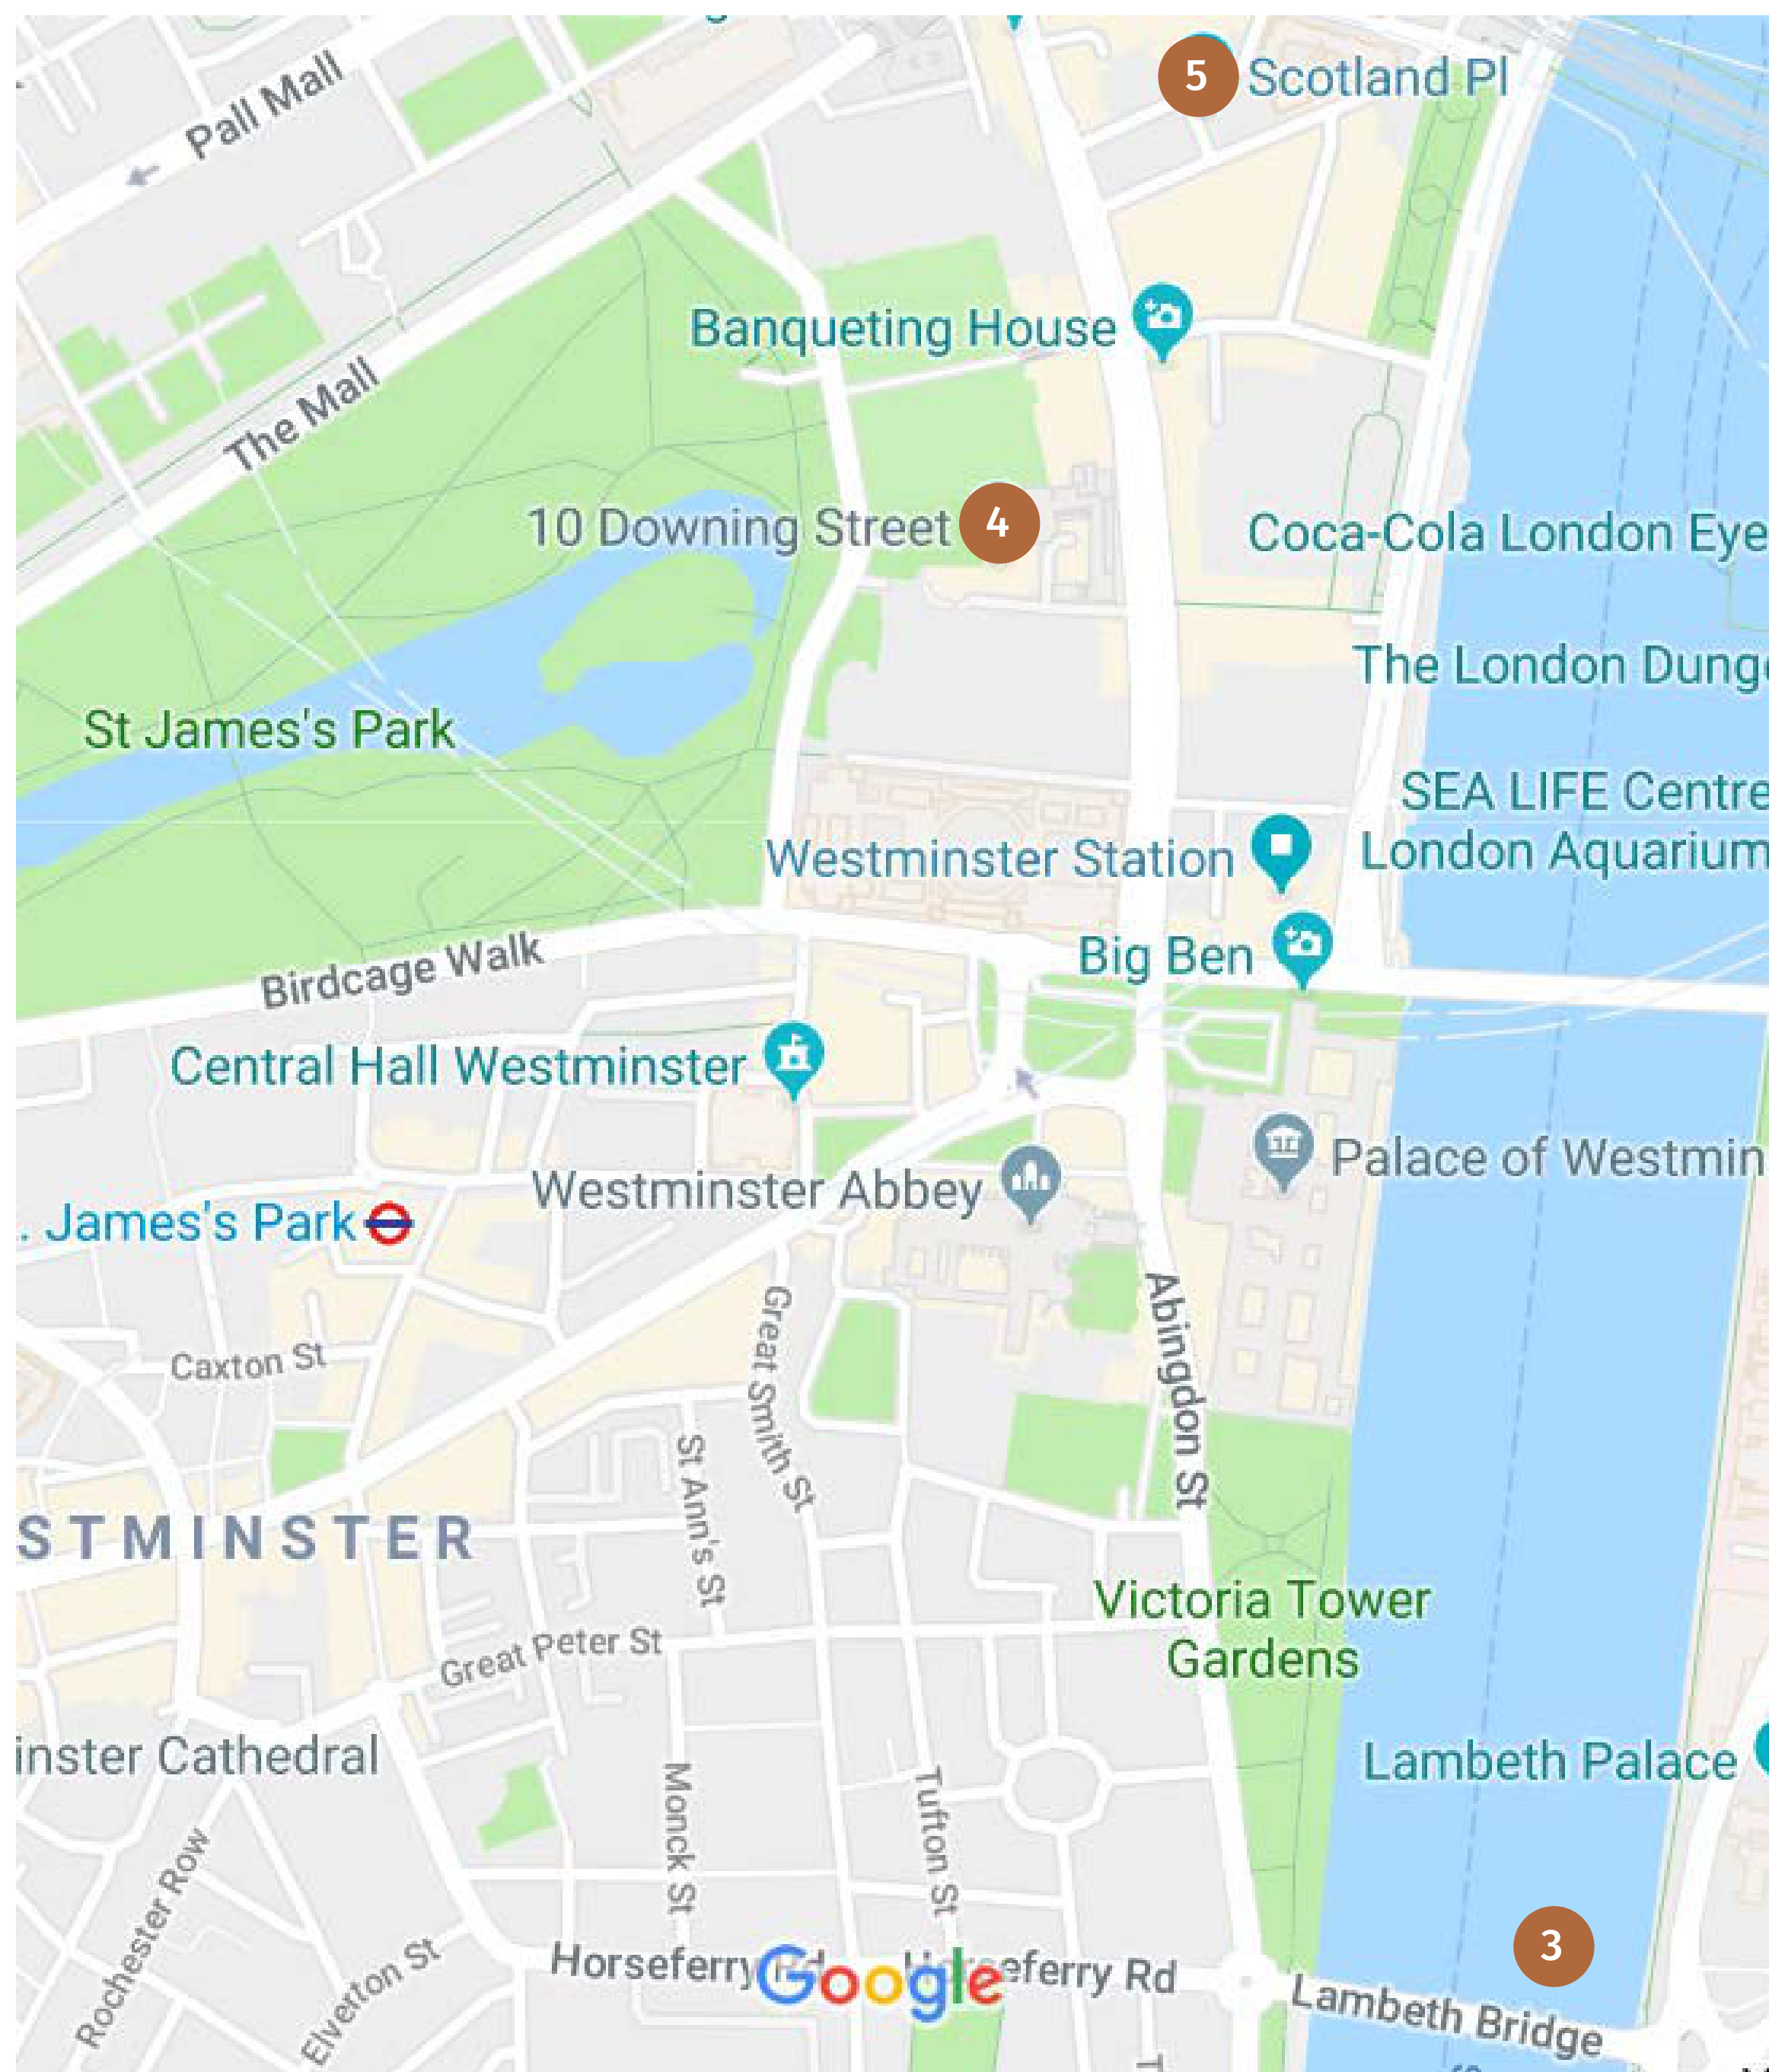 5
Scotland Pl
Pall Mall
Banqueting House
The Mall
10 Downing Street
4
Coca-Cola London Eye
The London Dung
St James's Park
SEA LIFE Centre
London Aquarium
Westminster Station
Big Ben
Birdcage Walk
Central Hall Westminster
Palace of Westmin
Westminster Abbey
. James's Park
Great Smith St
Abingdon St
Caxton St
St Ann's St
STMINSTER
Victoria Tower
Gardens
Great Peter St
inster Cathedral
Lambeth Palace
Monck St
Tufton St
Rochester Row
Elverton St
3
Horseferry Rd
Google
Horseferry Rd
Lambeth Bridge